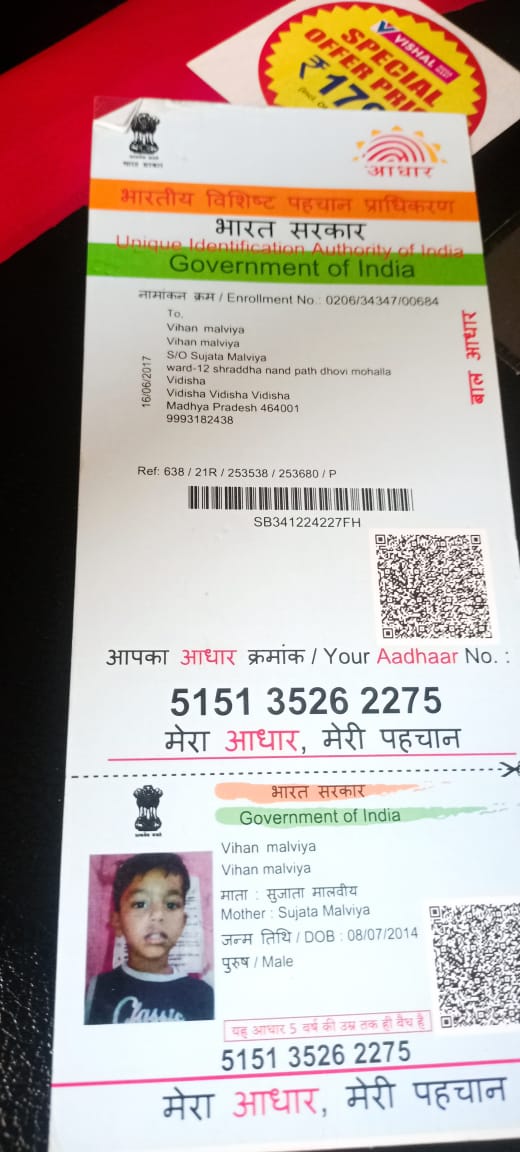 VISHAL
SPECIAL
OFFER
₹
भारत सरकार
आधार
भारतीय विशिष्ट पहचान प्राधिकरण
भारत सरकार
Unique Identification Authority of India
Government of India
नामांकन क्रम / Enrollment No.: 0206/34347/00684
To,
Vihan malviya
Vihan malviya
S/O Sujata Malviya
ward-12 shraddha nand path dhovi mohalla
Vidisha
Vidisha Vidisha Vidisha
Madhya Pradesh 464001
9993182438
16/06/2017
बाल आधार
Ref: 638 / 21R / 253538 / 253680 / P
SB341224227FH
आपका आधार क्रमांक / Your Aadhaar No. :
5151 3526 2275
मेरा आधार, मेरी पहचान
भारत सरकार
Government of India
Vihan malviya
Vihan malviya
माता : सुजाता मालवीय
Mother : Sujata Malviya
जन्म तिथि / DOB : 08/07/2014
पुरुष / Male
Classic
यह आधार 5 वर्ष की उम्र तक ही वैध है
5151 3526 2275
मेरा आधार, मेरी पहचान